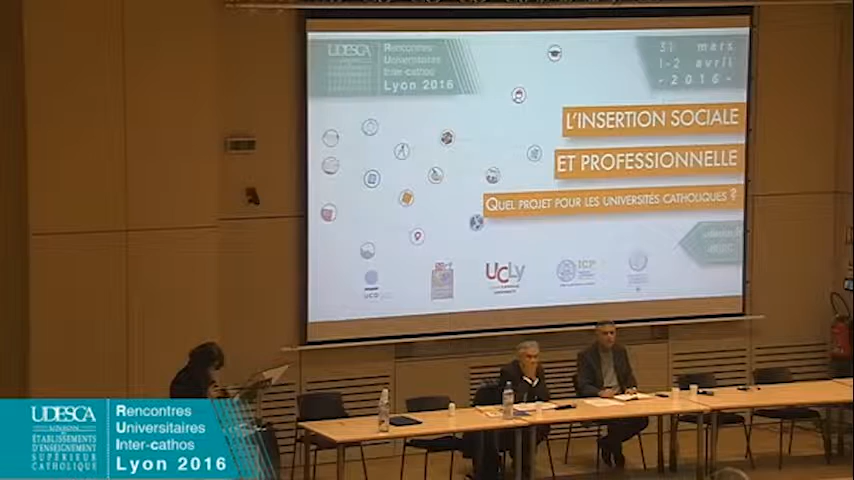 UDESCA
Rencontres
Universitaires
Inter-cathos
Lyon 2016
31 mars
1-2 avril
-2016-
L'INSERTION SOCIALE
ET PROFESSIONNELLE
QUEL PROJET POUR LES UNIVERSITÉS CATHOLIQUES ?
UCO
UCLy
ICP
UDESCA
ÉTABLISSEMENTS
D'ENSEIGNEMENT
SUPÉRIEUR
CATHOLIQUE
Rencontres
Universitaires
Inter-cathos
Lyon 2016